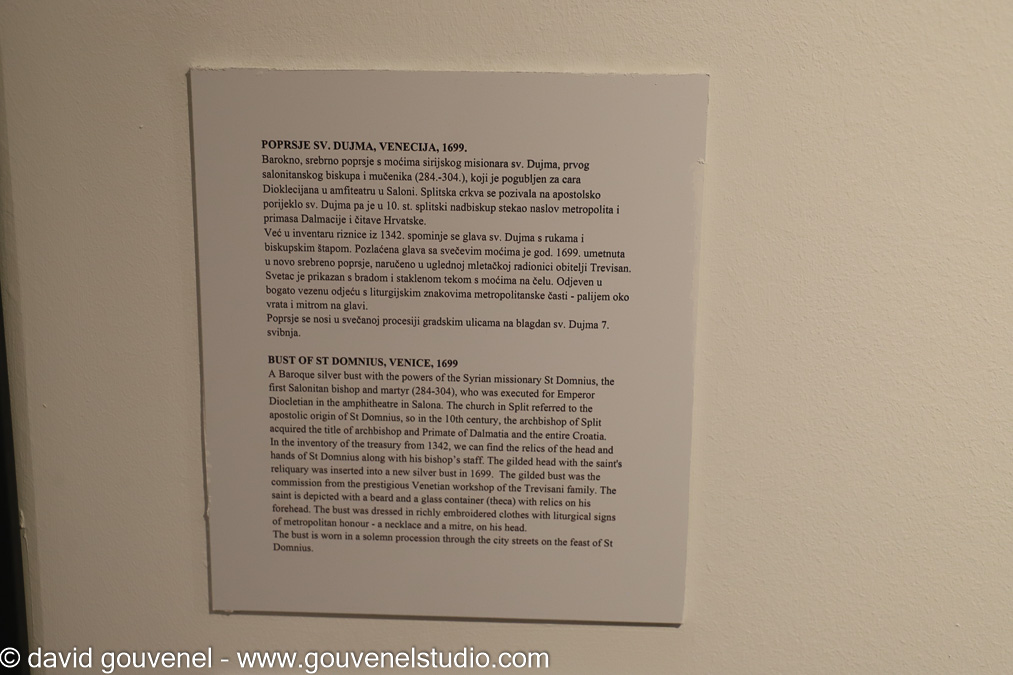 POPRSJE SV. DUJMA, VENECIJA, 1699.
Barokno, srebrno poprsje s moćima sirijskog misionara sv. Dujma, prvog
salonitanskog biskupa i mučenika (284.-304.), koji je pogubljen za cara
Dioklecijana u amfiteatru u Saloni. Splitska crkva se pozivala na apostolsko
porijeklo sv. Dujma pa je u 10. st. splitski nadbiskup stekao naslov metropolita i
primasa Dalmacije i čitave Hrvatske.
Već u inventaru riznice iz 1342. spominje se glava sv. Dujma s rukama i
biskupskim štapom. Pozlaćena glava sa svečevim moćima je god. 1699. umetnuta
u novo srebreno poprsje, naručeno u uglednoj mletačkoj radionici obitelji Trevisan.
Svetac je prikazan s bradom i staklenom tekom s moćima na čelu. Odjeven u
bogato vezenu odjeću s liturgijskim znakovima metropolitanske časti - palijem oko
vrata i mitrom na glavi.
Poprsje se nosi u svečanoj procesiji gradskim ulicama na blagdan sv. Dujma 7.
svibnja.
BUST OF ST DOMNIUS, VENICE, 1699
A Baroque silver bust with the powers of the Syrian missionary St Domnius, the
first Salonitan bishop and martyr (284-304), who was executed for Emperor
Diocletian in the amphitheatre in Salona. The church in Split referred to the
apostolic origin of St Domnius, so in the 10th century, the archbishop of Split
acquired the title of archbishop and Primate of Dalmatia and the entire Croatia.
In the inventory of the treasury from 1342, we can find the relics of the head and
hands of St Domnius along with his bishop's staff. The gilded head with the saint's
reliquary was inserted into a new silver bust in 1699. The gilded bust was the
commission from the prestigious Venetian workshop of the Trevisani family. The
saint is depicted with a beard and a glass container (theca) with relics on his
forehead. The bust was dressed in richly embroidered clothes with liturgical signs
of metropolitan honour - a necklace and a mitre, on his head.
The bust is worn in a solemn procession through the city streets on the feast of St
Domnius.
© david gouvenel - www.gouvenelstudio.com